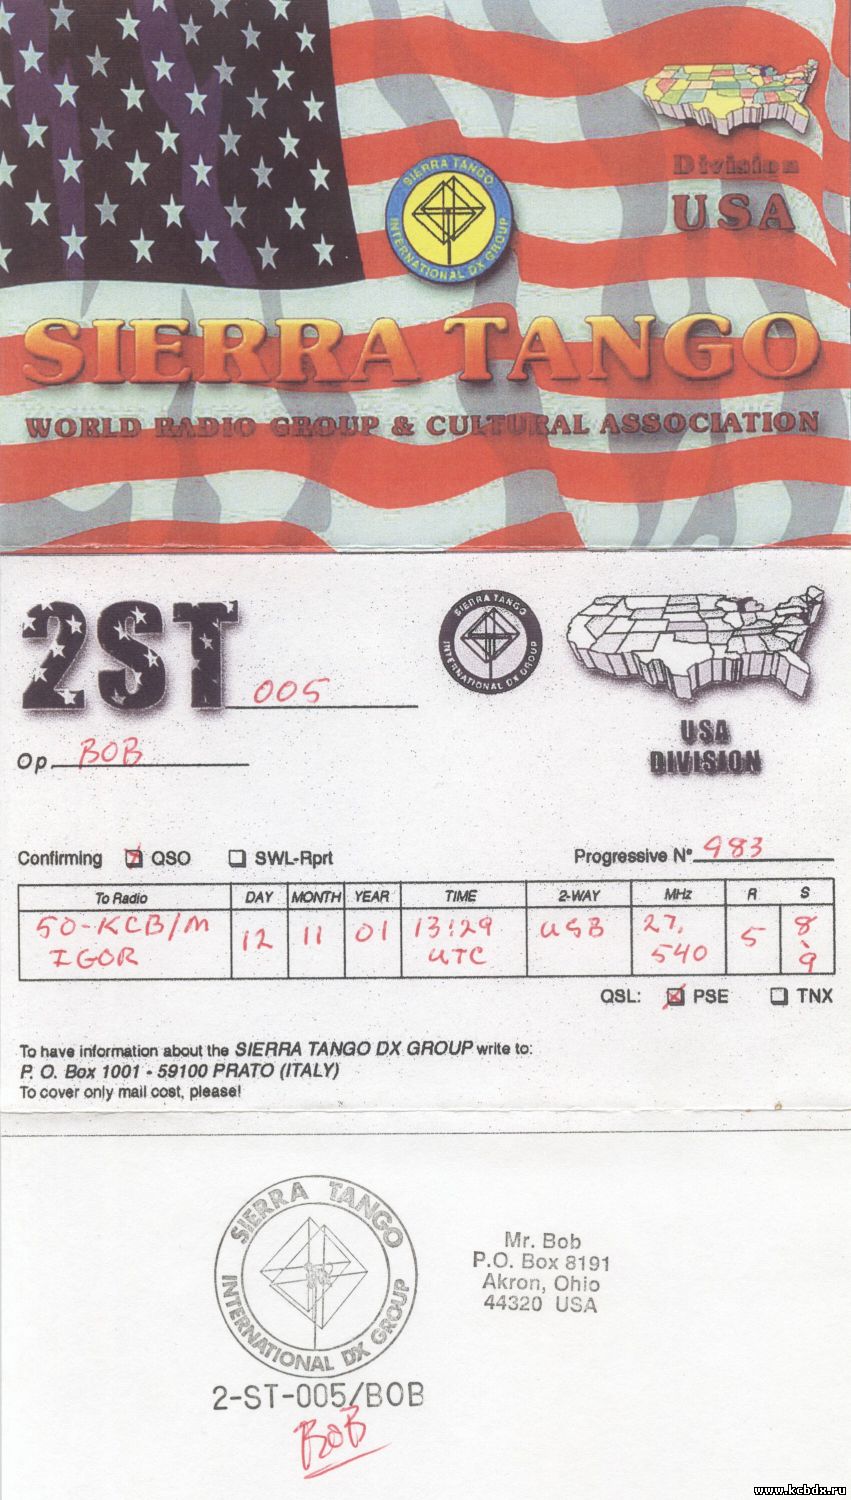 SIERRA TANGO
INTERNATIONAL DX GROUP
Division
USA
SIERRA TANGO
WORLD RADIO GROUP & CULTURAL ASSOCIATION
2ST 005
SIERRA TANGO
INTERNATIONAL DX GROUP
USA
DIVISION
Op. BOB
Confirming QSO SWL-Rprt Progressive N° 983
To Radio DAY MONTH YEAR TIME 2-WAY MHz R S
50-KCB/M 12 11 01 13:29 USB 27. 5 8
IGOR UTC 540 9
QSL: PSE TNX
To have information about the SIERRA TANGO DX GROUP write to:
P. O. Box 1001 - 59100 PRATO (ITALY)
To cover only mail cost, please!
SIERRA TANGO
INTERNATIONAL DX GROUP
Mr. Bob
P.O. Box 8191
Akron, Ohio
44320 USA
2-ST-005/BOB
BOB
www.kcbdx.ru